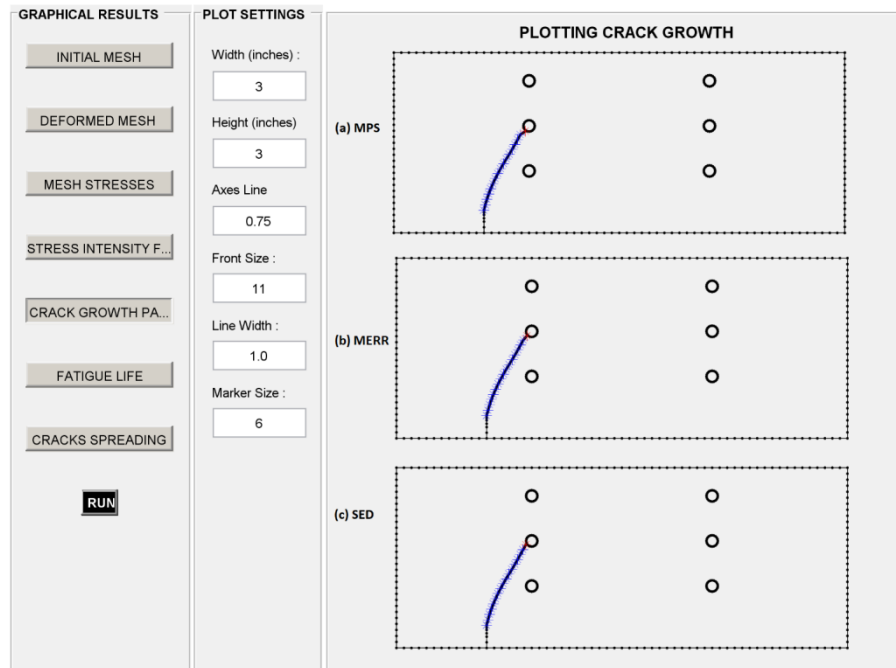 GRAPHICAL RESULTS
INITIAL MESH
DEFORMED MESH
MESH STRESSES
STRESS INTENSITY F...
CRACK GROWTH PA...
FATIGUE LIFE
CRACKS SPREADING
RUN
PLOT SETTINGS
Width (inches) :
3
Height (inches)
3
Axes Line
0.75
Front Size :
11
Line Width :
1.0
Marker Size :
6
PLOTTING CRACK GROWTH
(a) MPS
(b) MERR
(c) SED